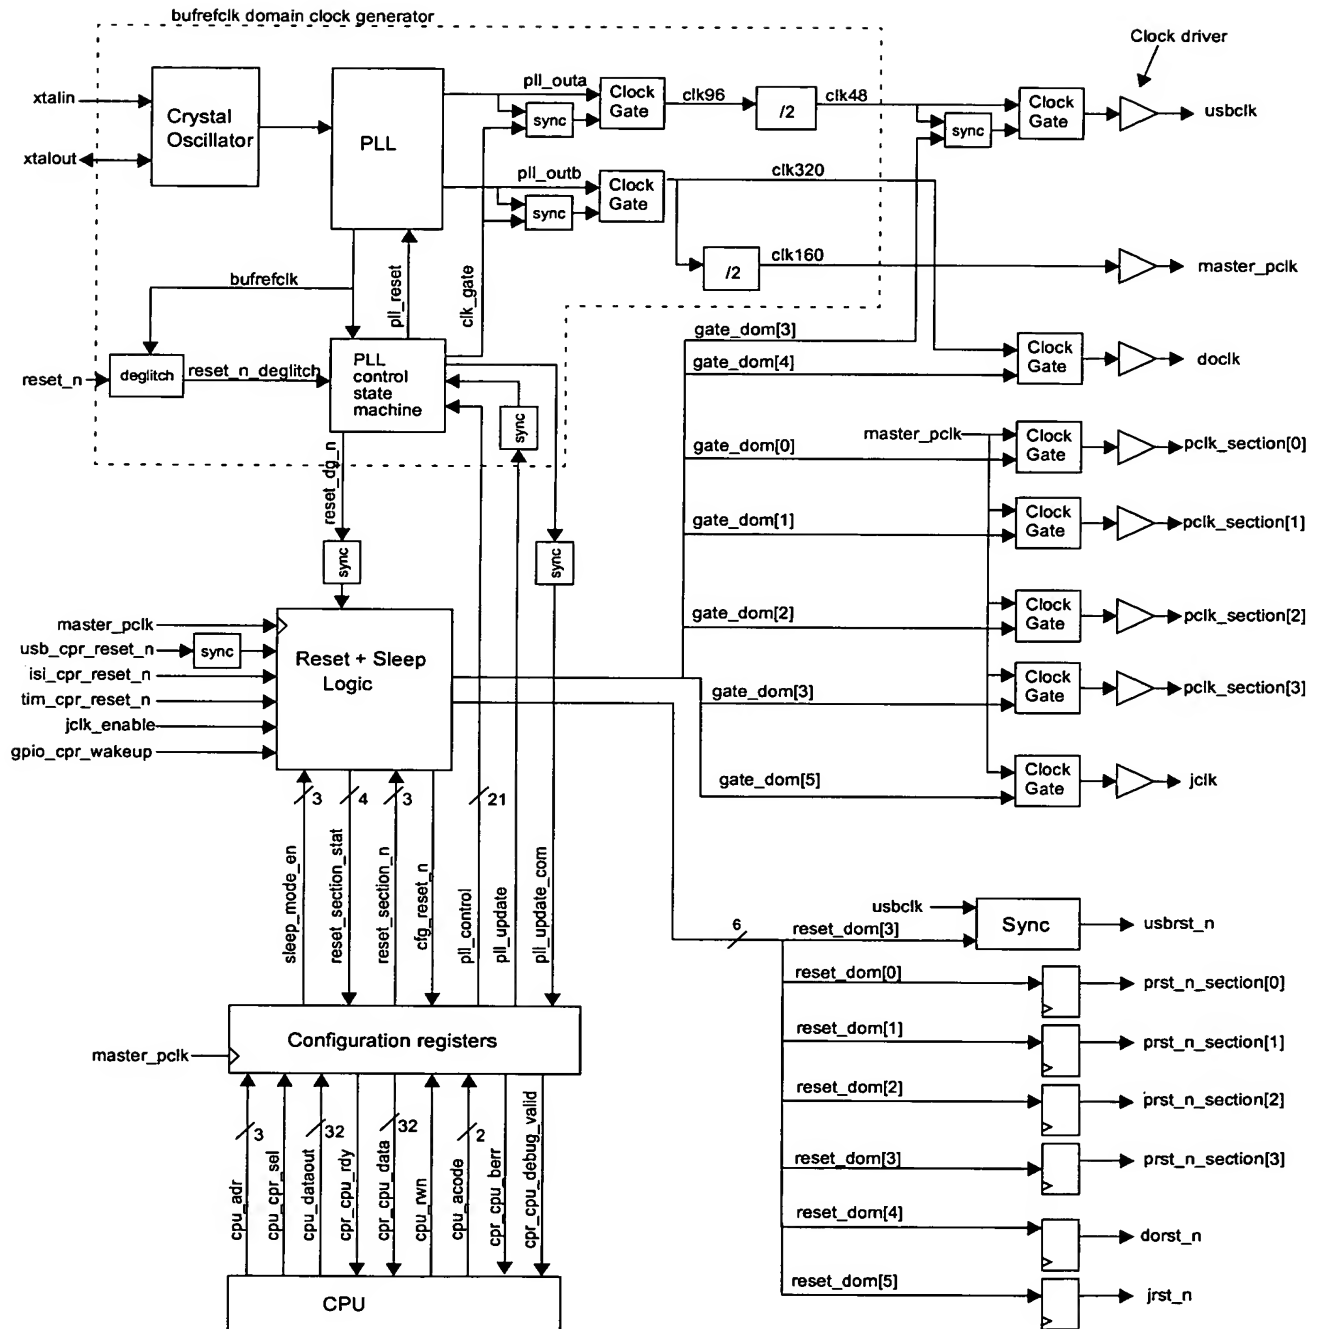 bufrefclk domain clock generator
Clock driver
xtalin
xtalout
Crystal
Oscillator
PLL
pll_outa
sync
Clock
Gate
clk96
/2
clk48
sync
Clock
Gate
usbclk
pll_outb
sync
Clock
Gate
clk320
/2
clk160
master_pclk
bufrefclk
pll_reset
clk_gate
reset_n
deglitch
reset_n_deglitch
PLL
control
state
machine
sync
gate_dom[3]
gate_dom[4]
Clock
Gate
doclk
master_pclk
gate_dom[0]
Clock
Gate
pclk_section[0]
reset_dg_n
sync
sync
gate_dom[1]
Clock
Gate
pclk_section[1]
gate_dom[2]
Clock
Gate
pclk_section[2]
gate_dom[3]
Clock
Gate
pclk_section[3]
gate_dom[5]
Clock
Gate
jclk
master_pclk
usb_cpr_reset_n
sync
isi_cpr_reset_n
tim_cpr_reset_n
jclk_enable
gpio_cpr_wakeup
Reset + Sleep
Logic
3
4
3
21
sleep_mode_en
reset_section_stat
reset_section_n
cfg_reset_n
pll_control
pll_update
pll_update_com
6
usbclk
reset_dom[3]
Sync
usbrst_n
reset_dom[0]
prst_n_section[0]
reset_dom[1]
prst_n_section[1]
reset_dom[2]
prst_n_section[2]
reset_dom[3]
prst_n_section[3]
reset_dom[4]
dorst_n
reset_dom[5]
jrst_n
Configuration registers
master_pclk
3
32
32
2
cpu_adr
cpu_cpr_sel
cpu_dataout
cpr_cpu_rdy
cpr_cpu_data
cpu_rwn
cpu_acode
cpr_cpu_berr
cpr_cpu_debug_valid
CPU